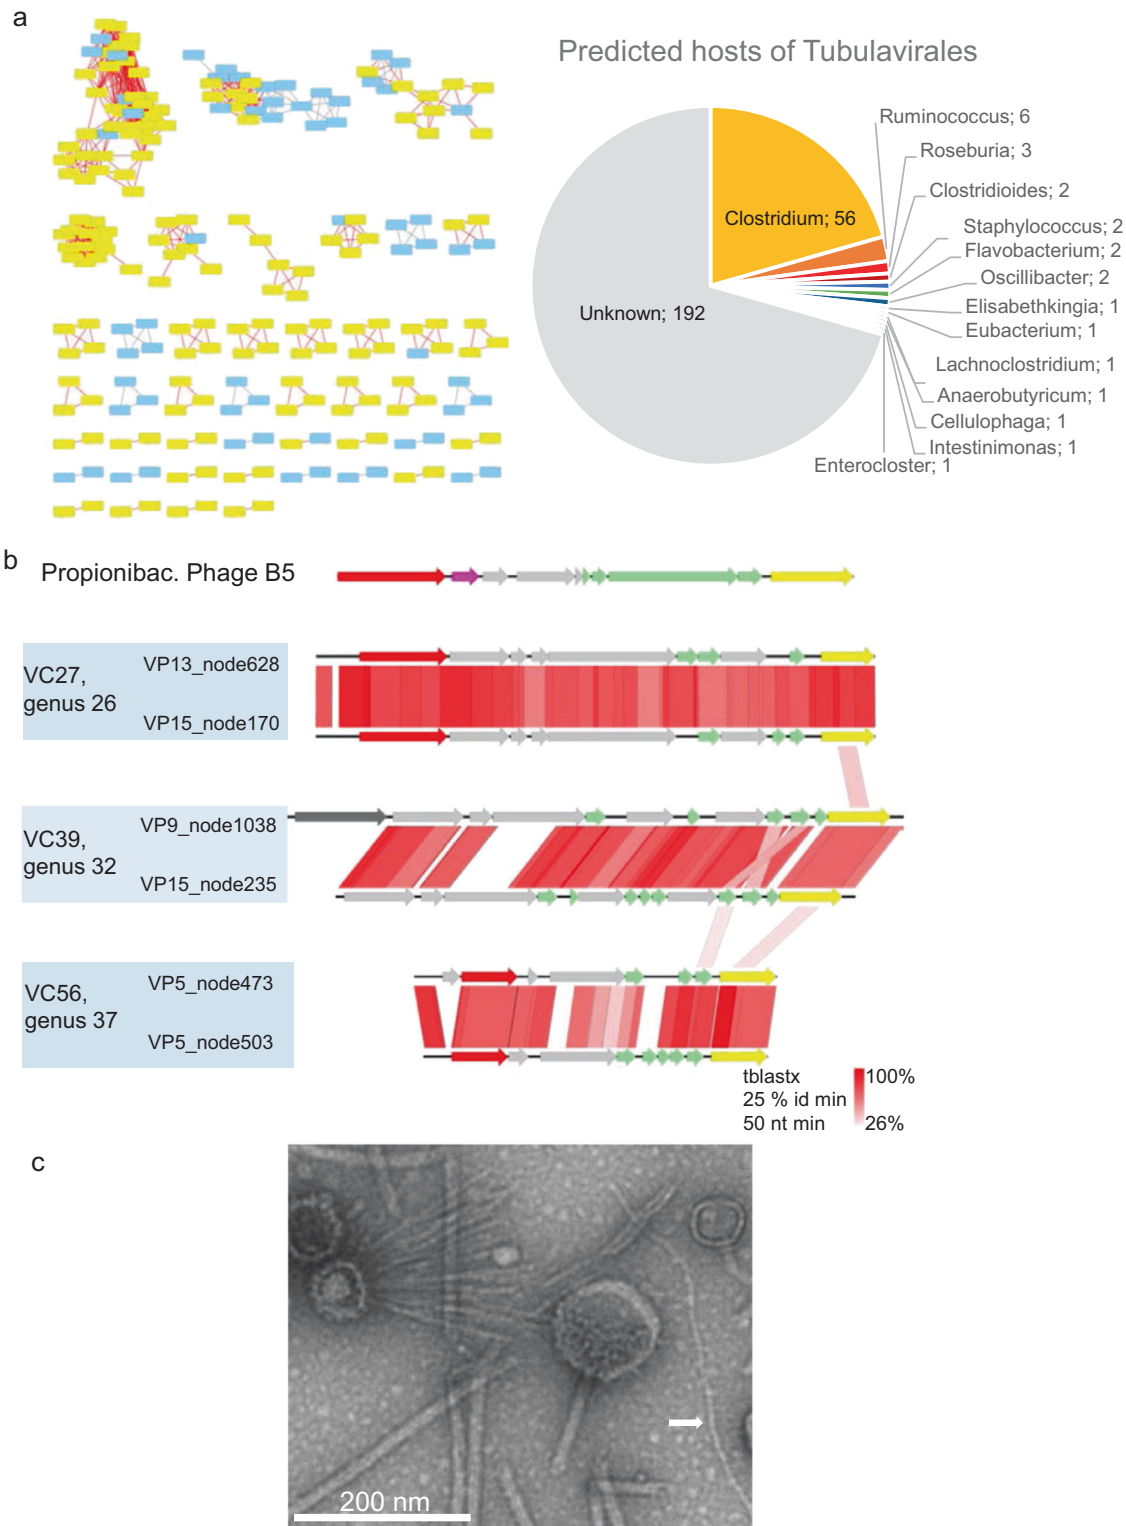 a
Predicted hosts of Tubulavirales
Ruminococcus; 6
Roseburia; 3
Clostridioides; 2
Staphylococcus; 2
Flavobacterium; 2
Oscillibacter; 2
Elisabethkingia; 1
Eubacterium; 1
Lachnoclostridium; 1
Anaerobutyricum; 1
Cellulophaga; 1
Intestinimonas; 1
Enterocloster; 1
Clostridium; 56
Unknown; 192
b
Propionibac. Phage B5
VC27,
genus 26
VP13_node628
VP15_node170
VC39,
genus 32
VP9_node1038
VP15_node235
VC56,
genus 37
VP5_node473
VP5_node503
tblastx
25 % id min
50 nt min
100%
26%
c
200 nm